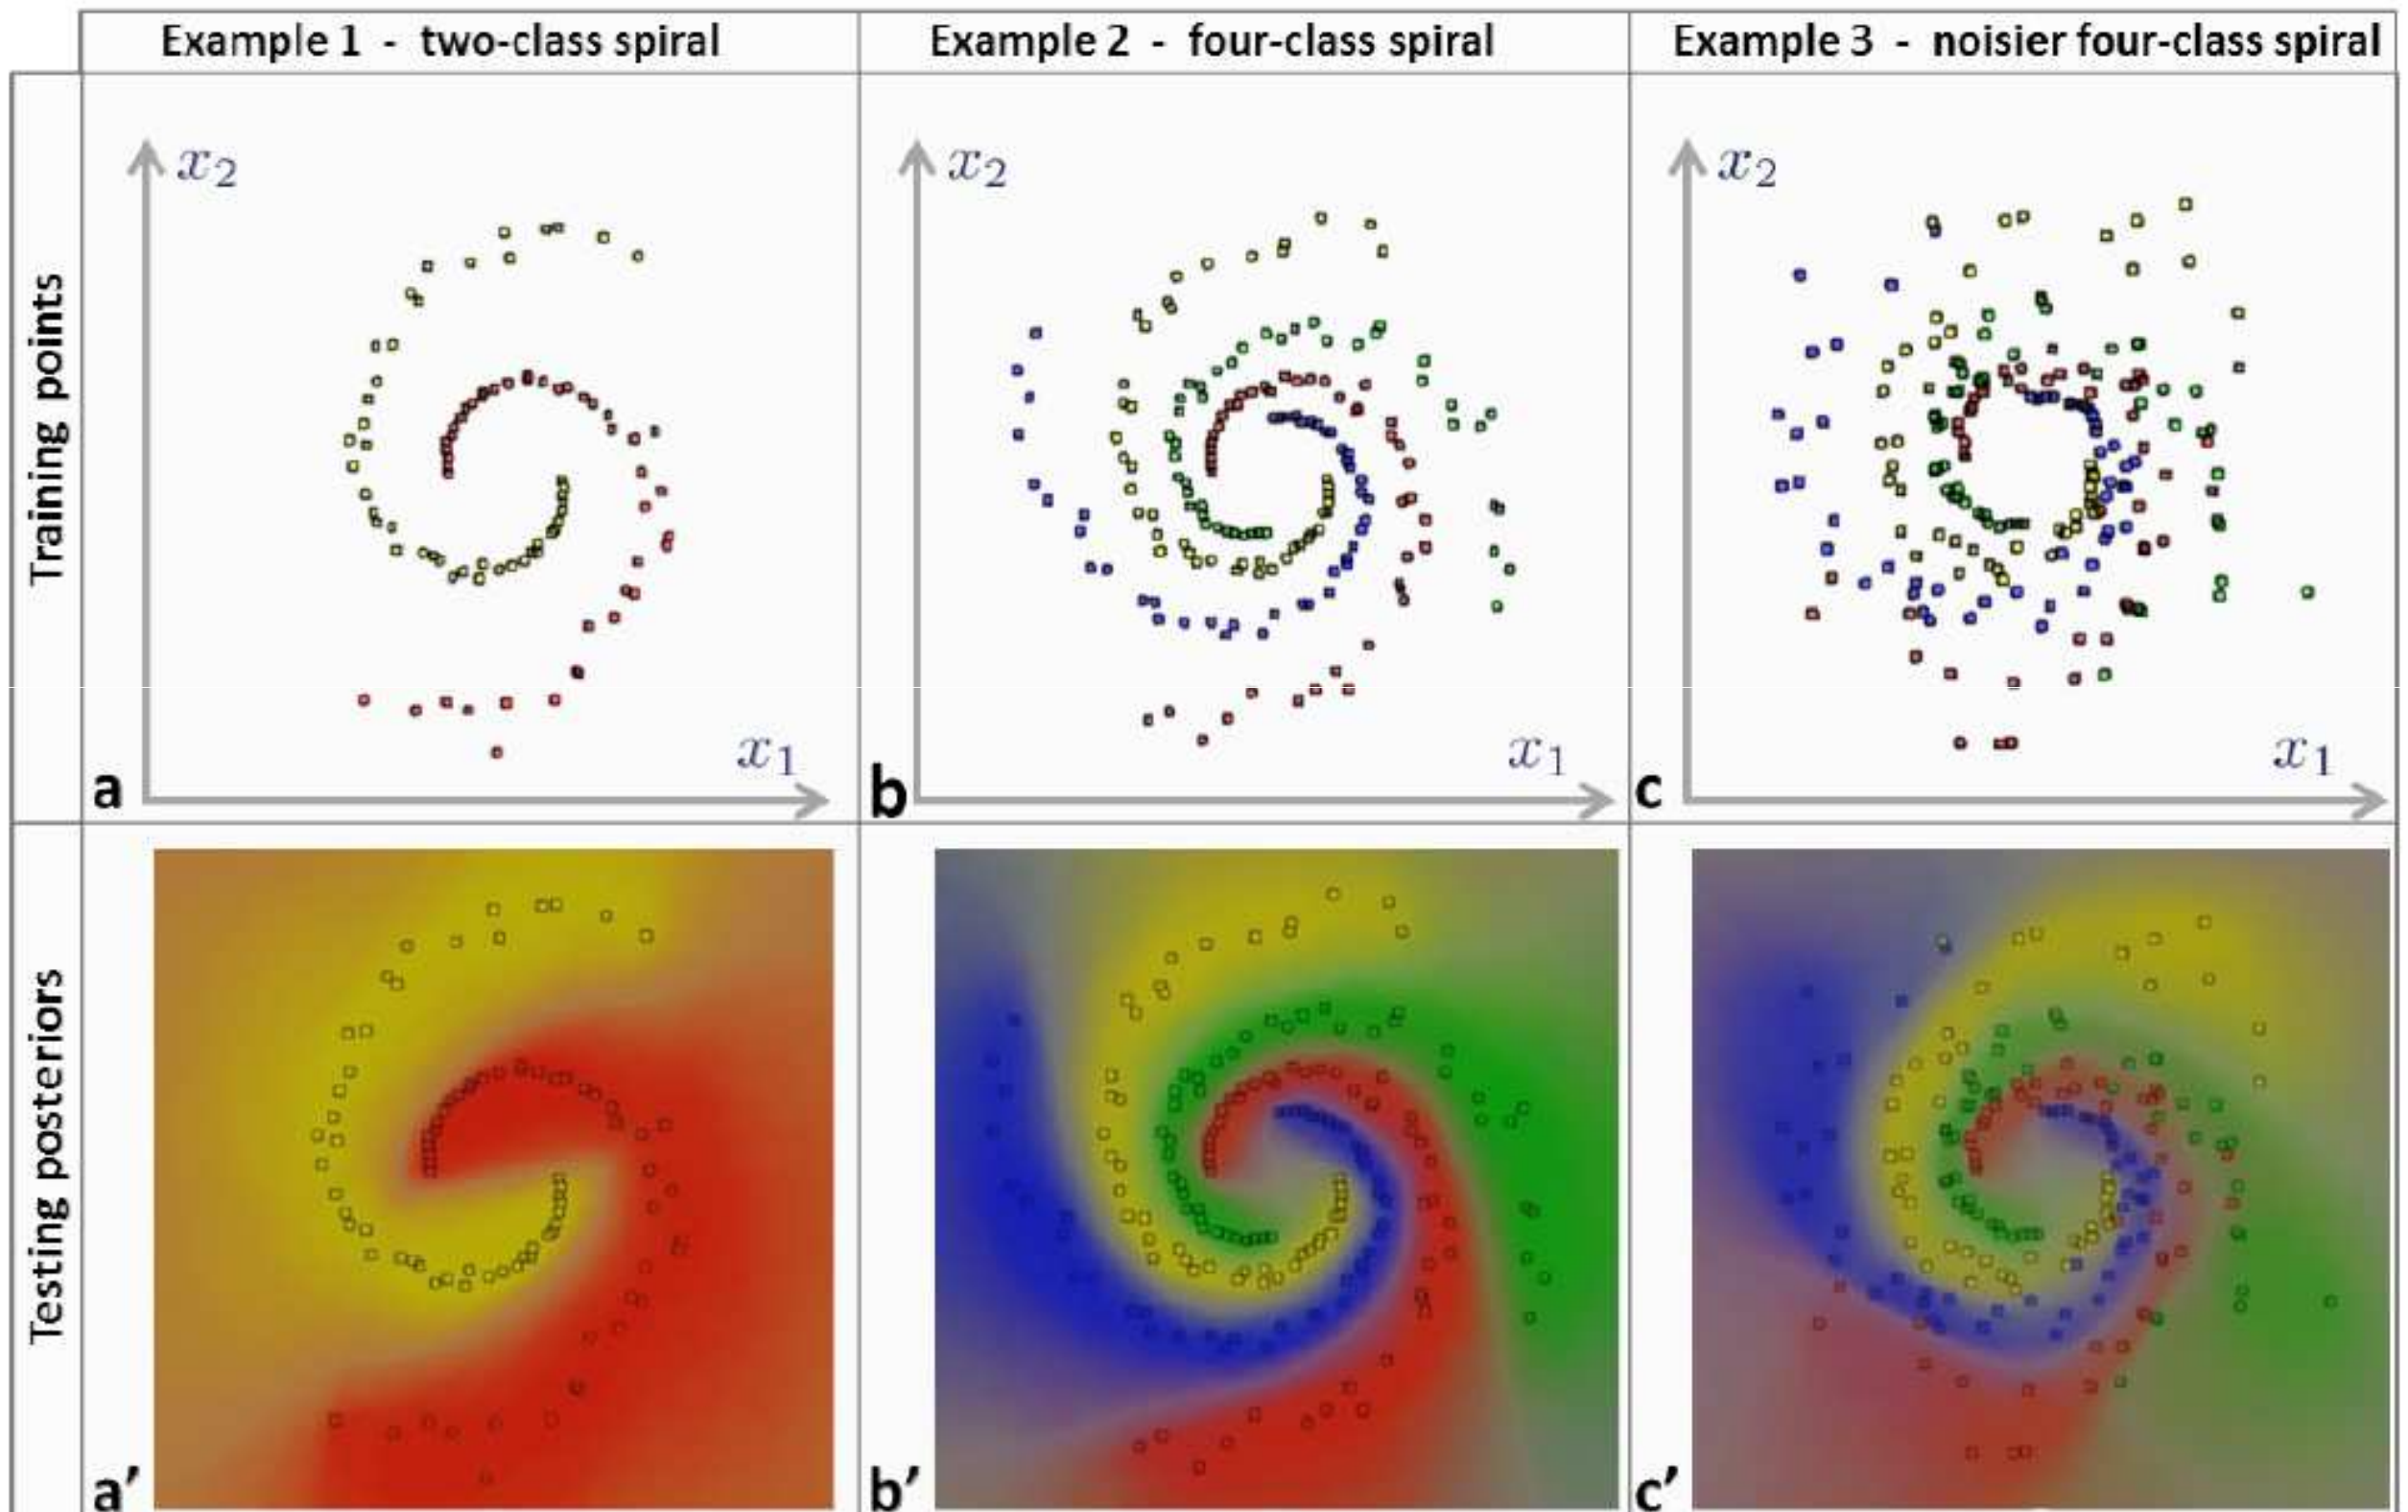 Example 1 - two-class spiral
Example 2 - four-class spiral
Example 3 - noisier four-class spiral
Training points
x2
x1
a
x2
x1
b
x2
x1
c
Testing posteriors
a′
b′
c′